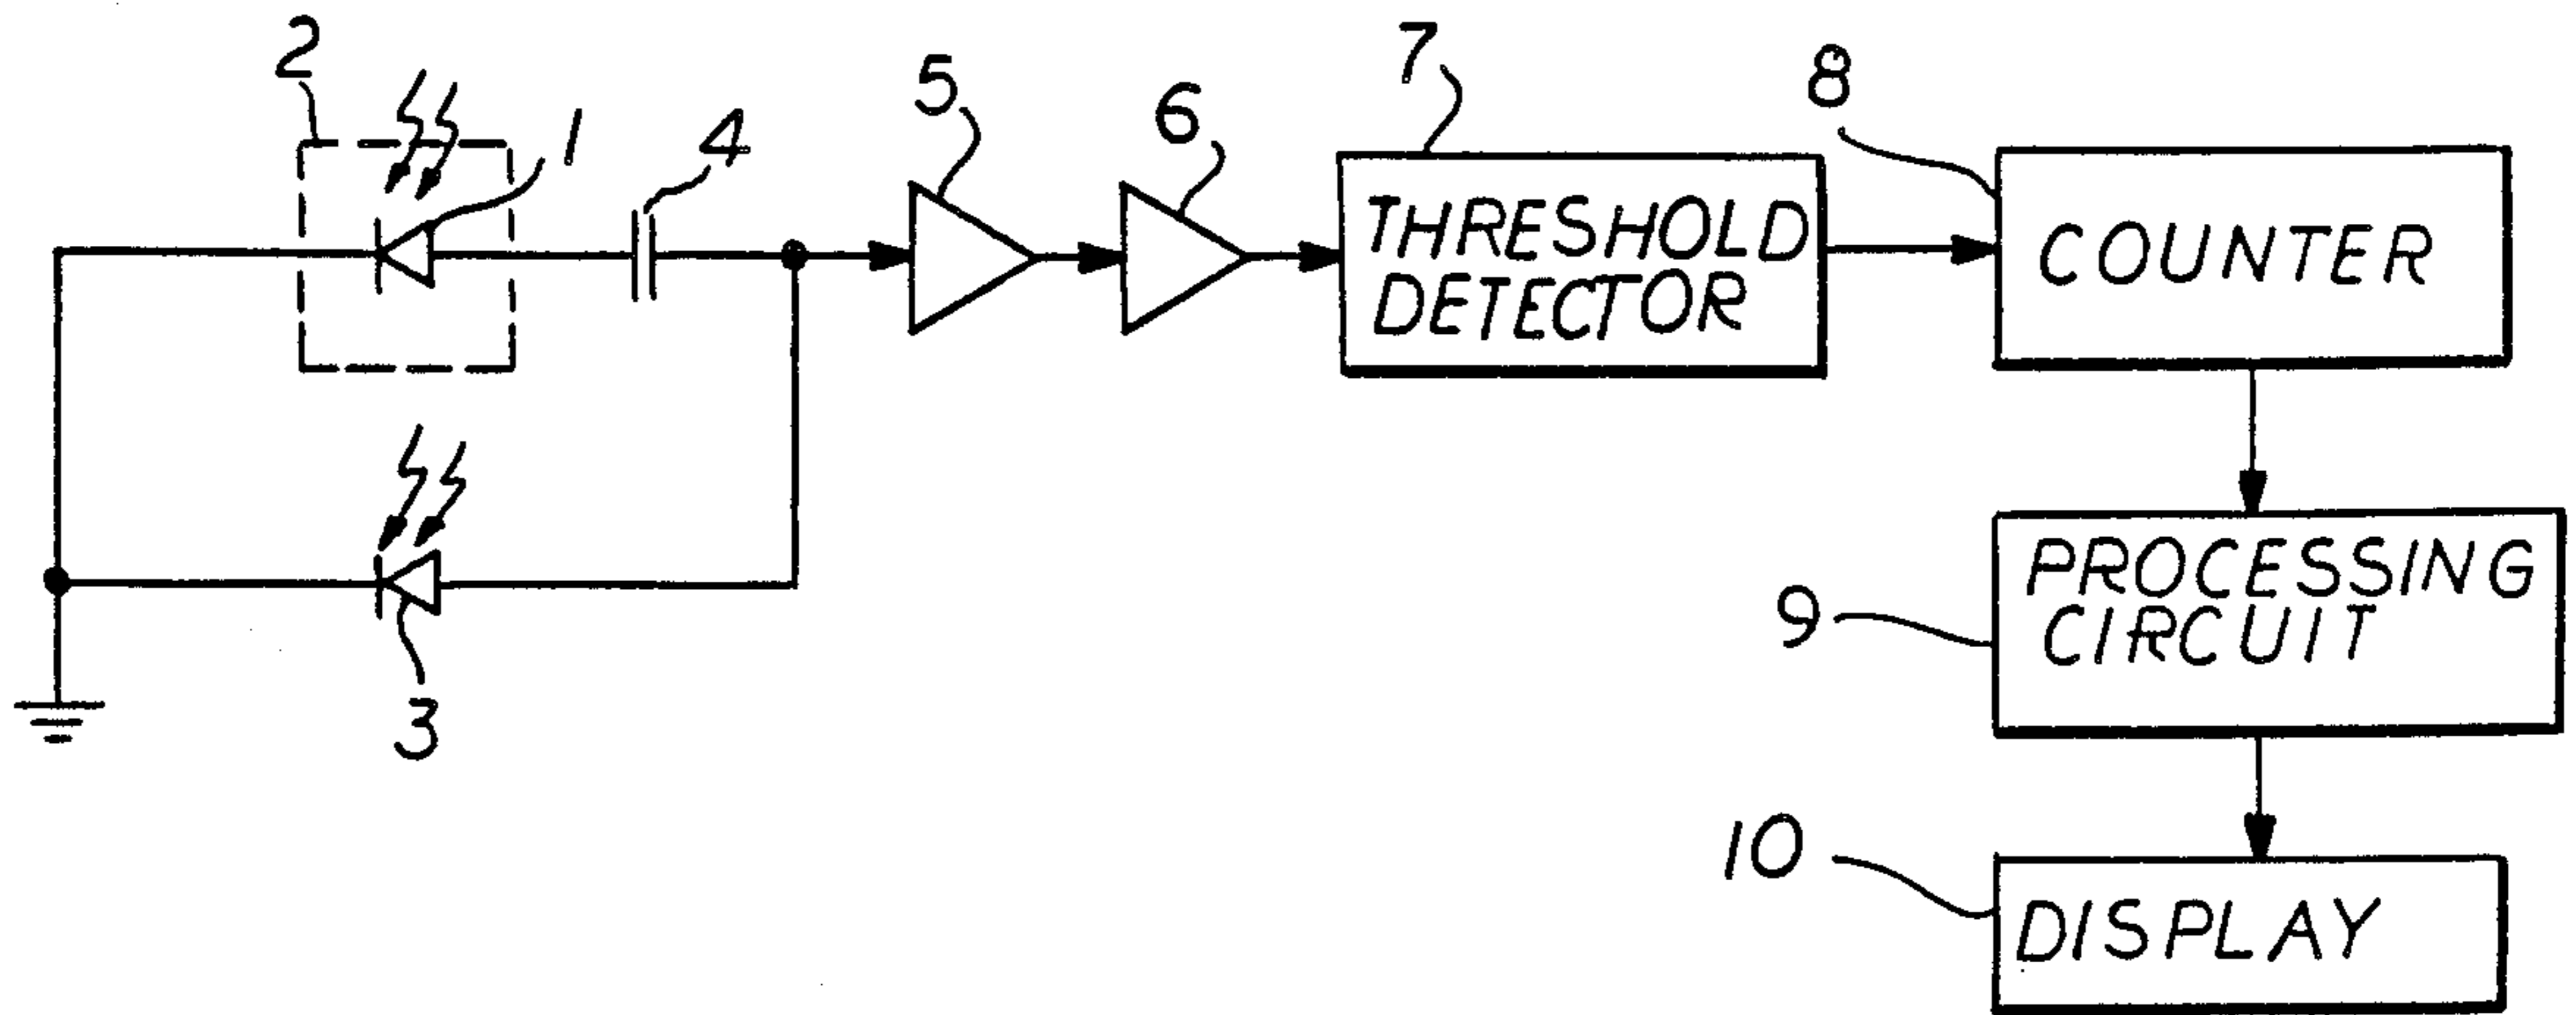 2
1
4
5
6
7
8
THRESHOLD
DETECTOR
COUNTER
3
9
PROCESSING
CIRCUIT
10
DISPLAY